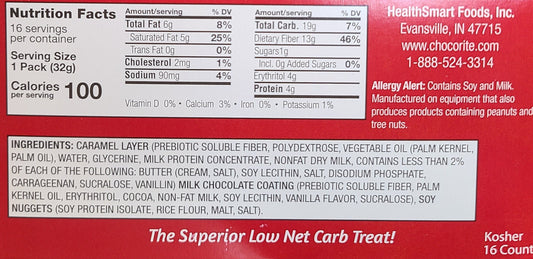 Nutrition Facts
16 servings
per container
Serving Size
1 Pack (32g)
Calories 100
per serving
Amount/serving % DV
Total Fat 6g 8%
Saturated Fat 5g 25%
Trans Fat 0g 0%
Cholesterol 2mg 1%
Sodium 90mg 4%
Amount/serving % DV
Total Carb. 19g 7%
Dietary Fiber 13g 46%
Sugars1g
Incl. 0g Added Sugars 0%
Erythritol 4g
Protein 4g
Vitamin D 0% • Calcium 3% • Iron 0% • Potassium 1%
HealthSmart Foods, Inc.
Evansville, IN 47715
www.chocorite.com
1-888-524-3314
Allergy Alert: Contains Soy and Milk.
Manufactured on equipment that also
produces products containing peanuts and
tree nuts.
INGREDIENTS: CARAMEL LAYER (PREBIOTIC SOLUBLE FIBER, POLYDEXTROSE, VEGETABLE OIL (PALM KERNEL,
PALM OIL), WATER, GLYCERINE, MILK PROTEIN CONCENTRATE, NONFAT DRY MILK, CONTAINS LESS THAN 2%
OF EACH OF THE FOLLOWING: BUTTER (CREAM, SALT), SOY LECITHIN, SALT, DISODIUM PHOSPHATE,
CARRAGEENAN, SUCRALOSE, VANILLIN) MILK CHOCOLATE COATING (PREBIOTIC SOLUBLE FIBER, PALM
KERNEL OIL, ERYTHRITOL, COCOA, NON-FAT MILK, SOY LECITHIN, VANILLA FLAVOR, SUCRALOSE), SOY
NUGGETS (SOY PROTEIN ISOLATE, RICE FLOUR, MALT, SALT).
The Superior Low Net Carb Treat!
Kosher
16 Count